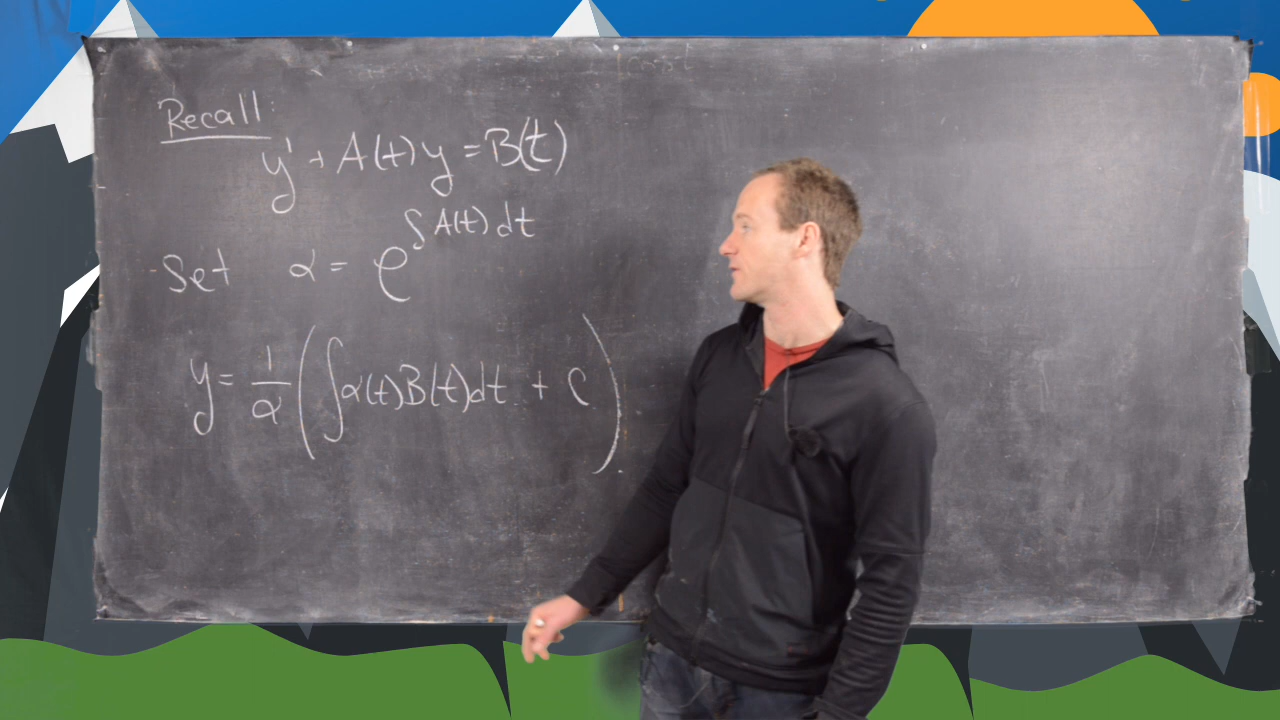 Recall:
y' + A(t)y = B(t)
Set α = e^{∫A(t)dt}
y = 1/α (∫α(t)B(t)dt + C)